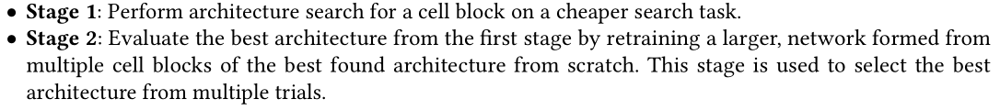 • Stage 1: Perform architecture search for a cell block on a cheaper search task.
• Stage 2: Evaluate the best architecture from the first stage by retraining a larger, network formed from
multiple cell blocks of the best found architecture from scratch. This stage is used to select the best
architecture from multiple trials.